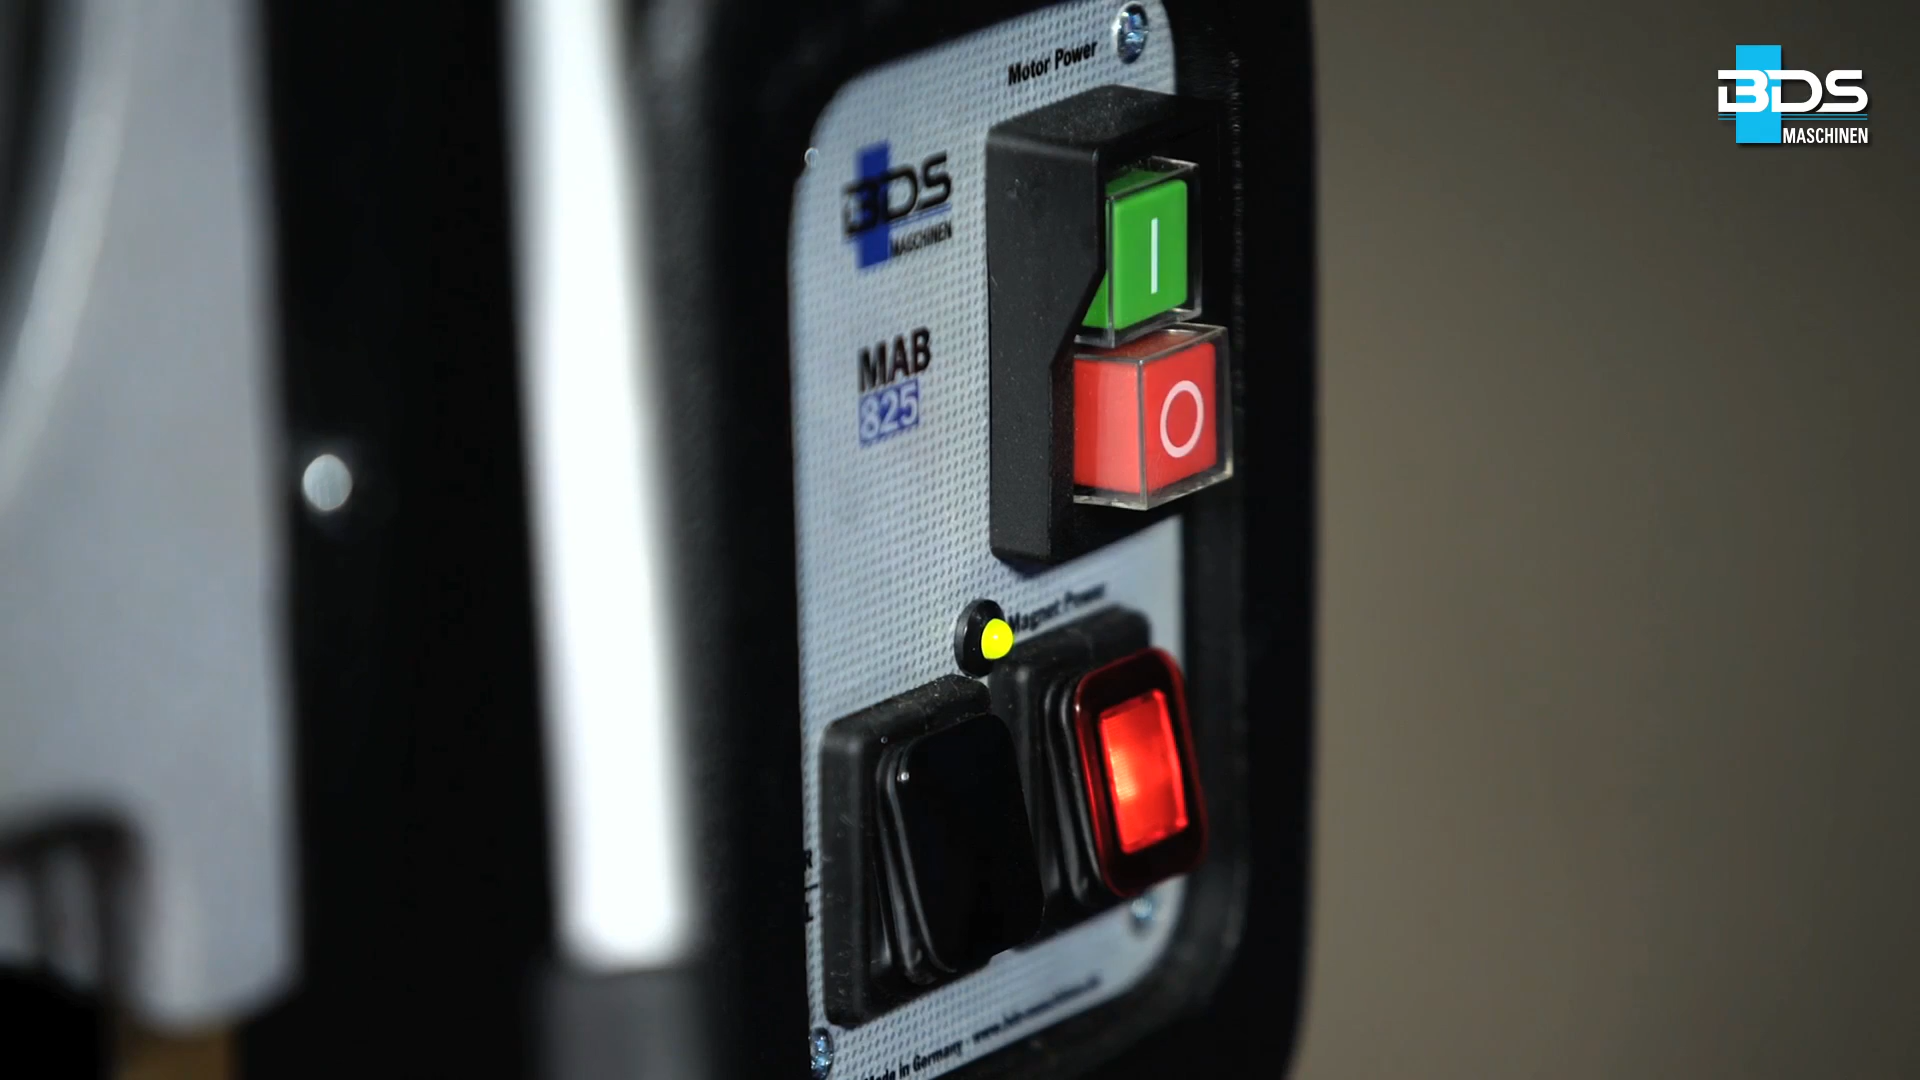 Motor Power
BDS
MASCHINEN
I
O
MAB
825
Magnet Power
Made in Germany
BDS
MASCHINEN